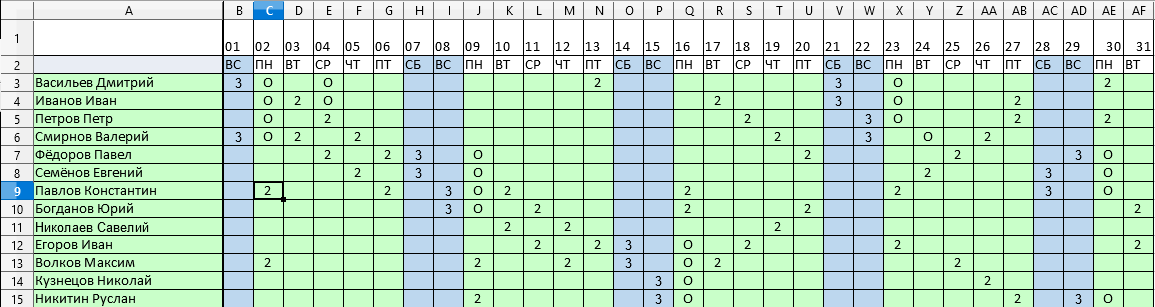 A B C D E F G H I J K L M N O P Q R S T U V W X Y Z AA AB AC AD AE AF
1 01 02 03 04 05 06 07 08 09 10 11 12 13 14 15 16 17 18 19 20 21 22 23 24 25 26 27 28 29 30 31
2 ВС ПН ВТ СР ЧТ ПТ СБ ВС ПН ВТ СР ЧТ ПТ СБ ВС ПН ВТ СР ЧТ ПТ СБ ВС ПН ВТ СР ЧТ ПТ СБ ВС ПН ВТ
3 Васильев Дмитрий 3 О О 2 3 О 2
4 Иванов Иван О 2 О 2 3 О 2
5 Петров Петр О 2 2 3 О 2 2
6 Смирнов Валерий 3 О 2 2 2 3 О 2
7 Фёдоров Павел 2 2 3 О 2 2 3 О
8 Семёнов Евгений 2 3 О 2 3 О
9 Павлов Константин 2 2 3 О 2 2 2 3 О
10 Богданов Юрий 3 О 2 2 2 2
11 Николаев Савелий 2 2 2
12 Егоров Иван 2 2 3 О 2 2 2
13 Волков Максим 2 2 2 3 О 2 2
14 Кузнецов Николай 3 О 2
15 Никитин Руслан 2 3 О 2 3 О